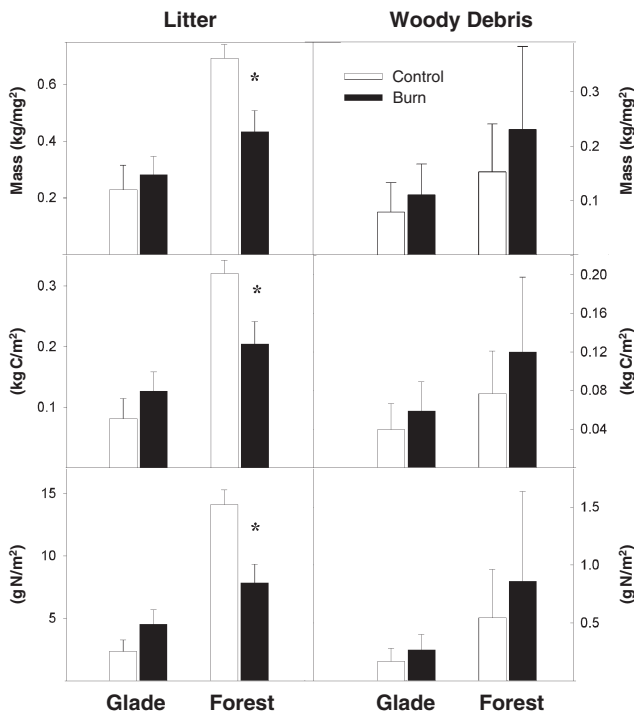 Litter Woody Debris
Mass (kg/mg²)
0.6
0.4
0.2
*
Control
Burn
0.3
0.2
0.1
Mass (kg/mg²)
(kg C/m²)
0.3
0.2
0.1
*
0.20
0.16
0.12
0.08
0.04
(kg C/m²)
(g N/m²)
15
10
5
*
1.5
1.0
0.5
(g N/m²)
Glade Forest Glade Forest